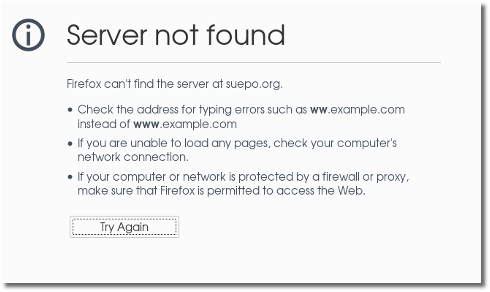 Server not found
Firefox can't find the server at suepo.org.
Check the address for typing errors such as ww.example.com
instead of www.example.com
If you are unable to load any pages, check your computer's
network connection.
If your computer or network is protected by a firewall or proxy,
make sure that Firefox is permitted to access the Web.
Try Again